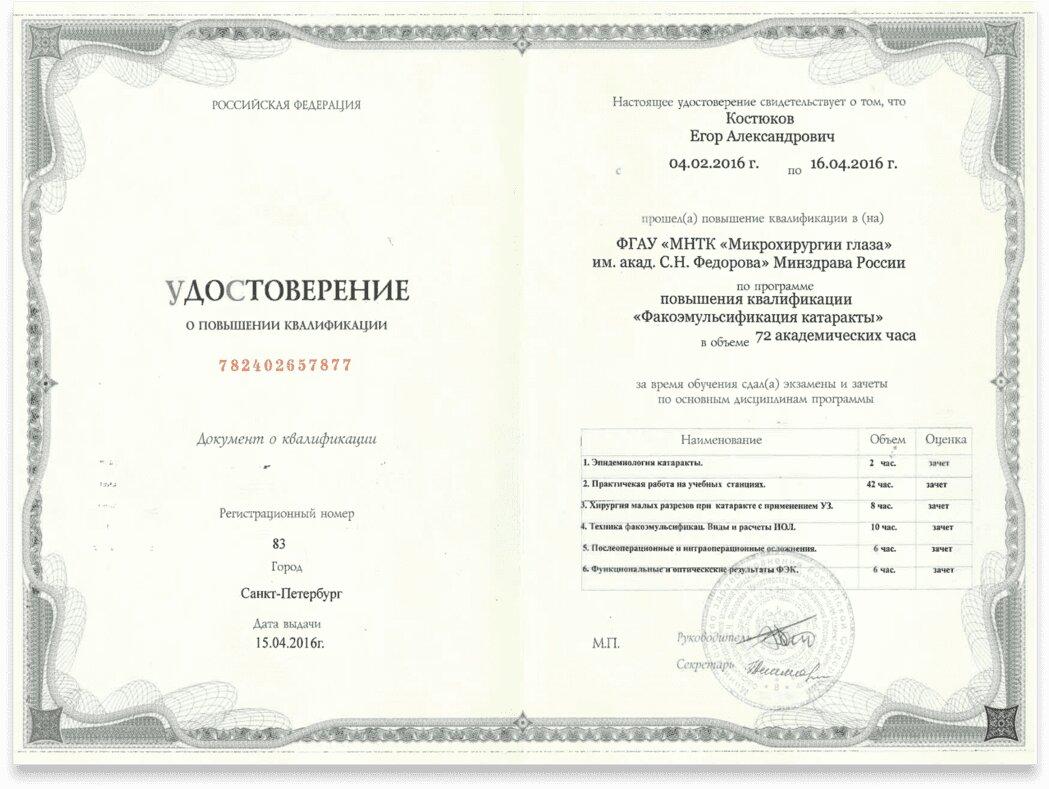 РОССИЙСКАЯ ФЕДЕРАЦИЯ
УДОСТОВЕРЕНИЕ
О ПОВЫШЕНИИ КВАЛИФИКАЦИИ
782402657877
Документ о квалификации
Регистрационный номер
83
Город
Санкт-Петербург
Дата выдачи
15.04.2016г.
Настоящее удостоверение свидетельствует о том, что
Костюков
Егор Александрович
с 04.02.2016 г. по 16.04.2016 г.
прошел(а) повышение квалификации в (на)
ФГАУ «МНТК «Микрохирургии глаза»
им. акад. С.Н. Федорова» Минздрава России
по программе
повышения квалификации
«Факоэмульсификация катаракты»
в объеме 72 академических часа
за время обучения сдал(а) экзамены и зачеты
по основным дисциплинам программы
Наименование Объем Оценка
1. Эпидемиология катаракты. 2 час. зачет
2. Практичекая работа на учебных станциях. 42 час. зачет
3. Хирургия малых разрезов при катаракте с применением УЗ. 8 час. зачет
4. Техника факоэмульсификац. Виды и расчеты ИОЛ. 10 час. зачет
5. Послеоперационные и интраоперационные осложнения. 6 час. зачет
6. Функциональные и оптическские результаты ФЭК. 6 час. зачет
М.П. Руководитель
Секретарь